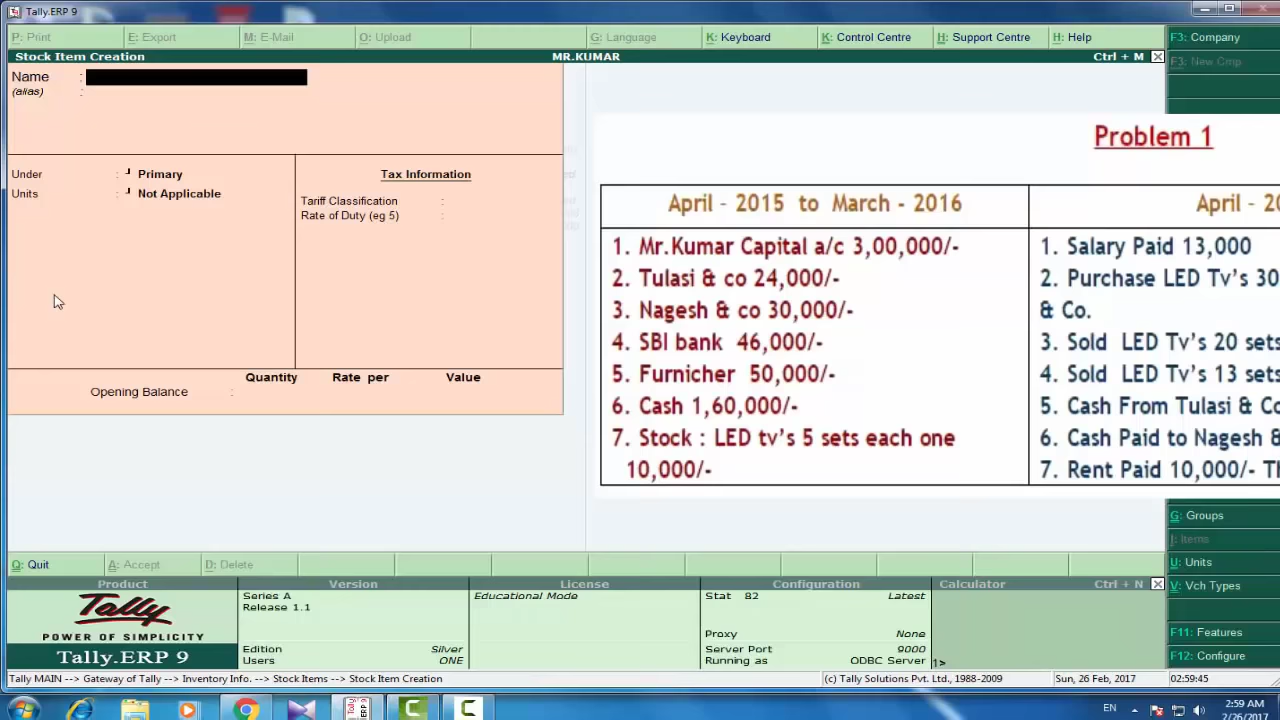 Tally.ERP 9
P: Print E: Export M: E-Mail O: Upload G: Language K: Keyboard K: Control Centre H: Support Centre H: Help F3: Company
F3: New Cmp
Stock Item Creation MR.KUMAR Ctrl + M
Name :
(alias) :
Under : Primary
Units : Not Applicable
Tax Information
Tariff Classification :
Rate of Duty (eg 5) :
Quantity Rate per Value
Opening Balance :
Problem 1
April - 2015 to March - 2016
1. Mr.Kumar Capital a/c 3,00,000/-
2. Tulasi & co 24,000/-
3. Nagesh & co 30,000/-
4. SBI bank 46,000/-
5. Furnicher 50,000/-
6. Cash 1,60,000/-
7. Stock : LED tv's 5 sets each one
10,000/-
April - 20
1. Salary Paid 13,000
2. Purchase LED Tv's 30
& Co.
3. Sold LED Tv's 20 sets
4. Sold LED Tv's 13 sets
5. Cash From Tulasi & Co
6. Cash Paid to Nagesh &
7. Rent Paid 10,000/- Th
G: Groups
I: Items
U: Units
V: Vch Types
F11: Features
F12: Configure
Q: Quit A: Accept D: Delete
Product Version License Configuration Calculator Ctrl + N
Tally
POWER OF SIMPLICITY
Tally.ERP 9
Series A
Release 1.1
Edition Silver
Users ONE
Educational Mode
Stat 82 Latest
Proxy None
Server Port 9000
Running as ODBC Server
1>
Tally MAIN --> Gateway of Tally --> Inventory Info. --> Stock Items --> Stock Item Creation (c) Tally Solutions Pvt. Ltd., 1988-2009 Sun, 26 Feb, 2017 02:59:45
EN 2:59 AM
2/26/2017